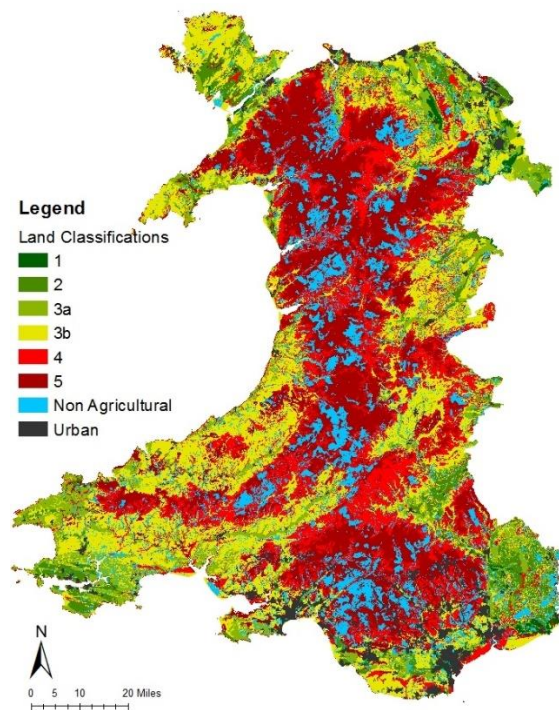 Legend
Land Classifications
1
2
3a
3b
4
5
Non Agricultural
Urban
N
0 5 10 20 Miles